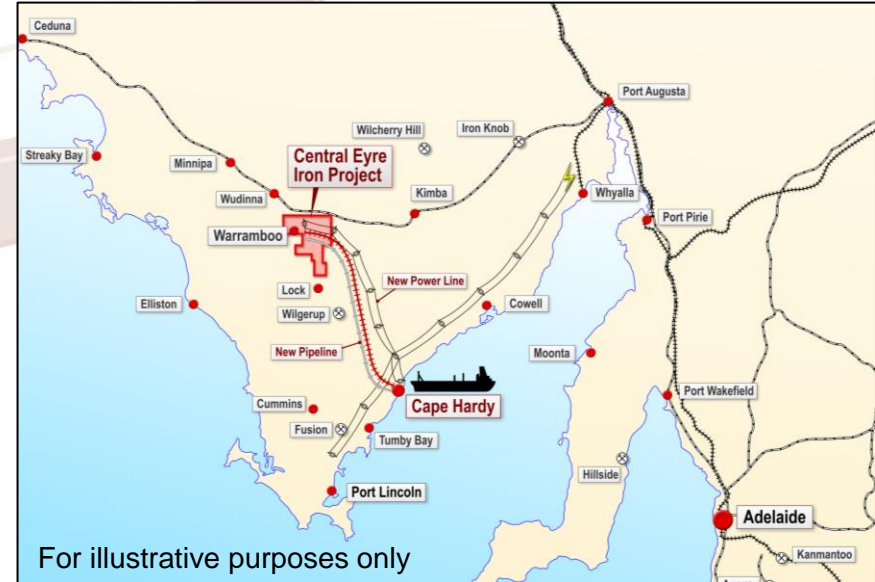 Ceduna
Port Augusta
Wilcherry Hill
Iron Knob
Streaky Bay
Minnipa
Central Eyre
Iron Project
Wudinna
Kimba
Whyalla
Port Pirie
Warramboo
Lock
New Power Line
Elliston
Wilgerup
Cowell
New Pipeline
Moonta
Cape Hardy
Port Wakefield
Cummins
Fusion
Tumby Bay
Hillside
Port Lincoln
Adelaide
For illustrative purposes only
Kanmantoo